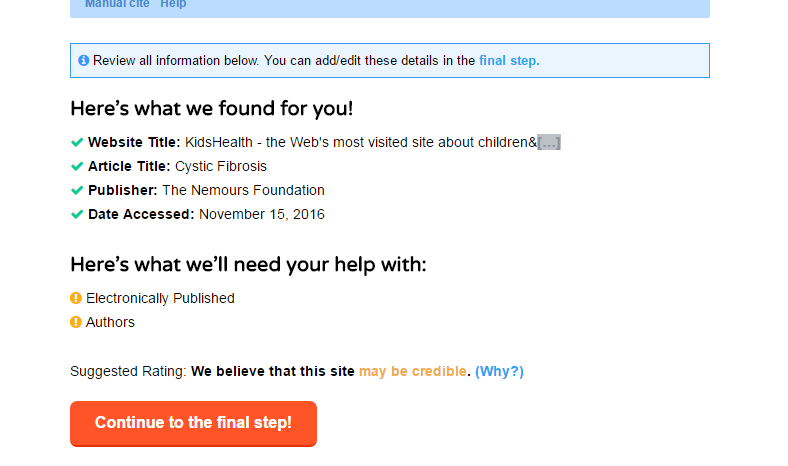 Manual cite Help
Review all information below. You can add/edit these details in the final step.
Here's what we found for you!
Website Title: KidsHealth - the Web's most visited site about children&[...]
Article Title: Cystic Fibrosis
Publisher: The Nemours Foundation
Date Accessed: November 15, 2016
Here's what we'll need your help with:
Electronically Published
Authors
Suggested Rating: We believe that this site may be credible. (Why?)
Continue to the final step!